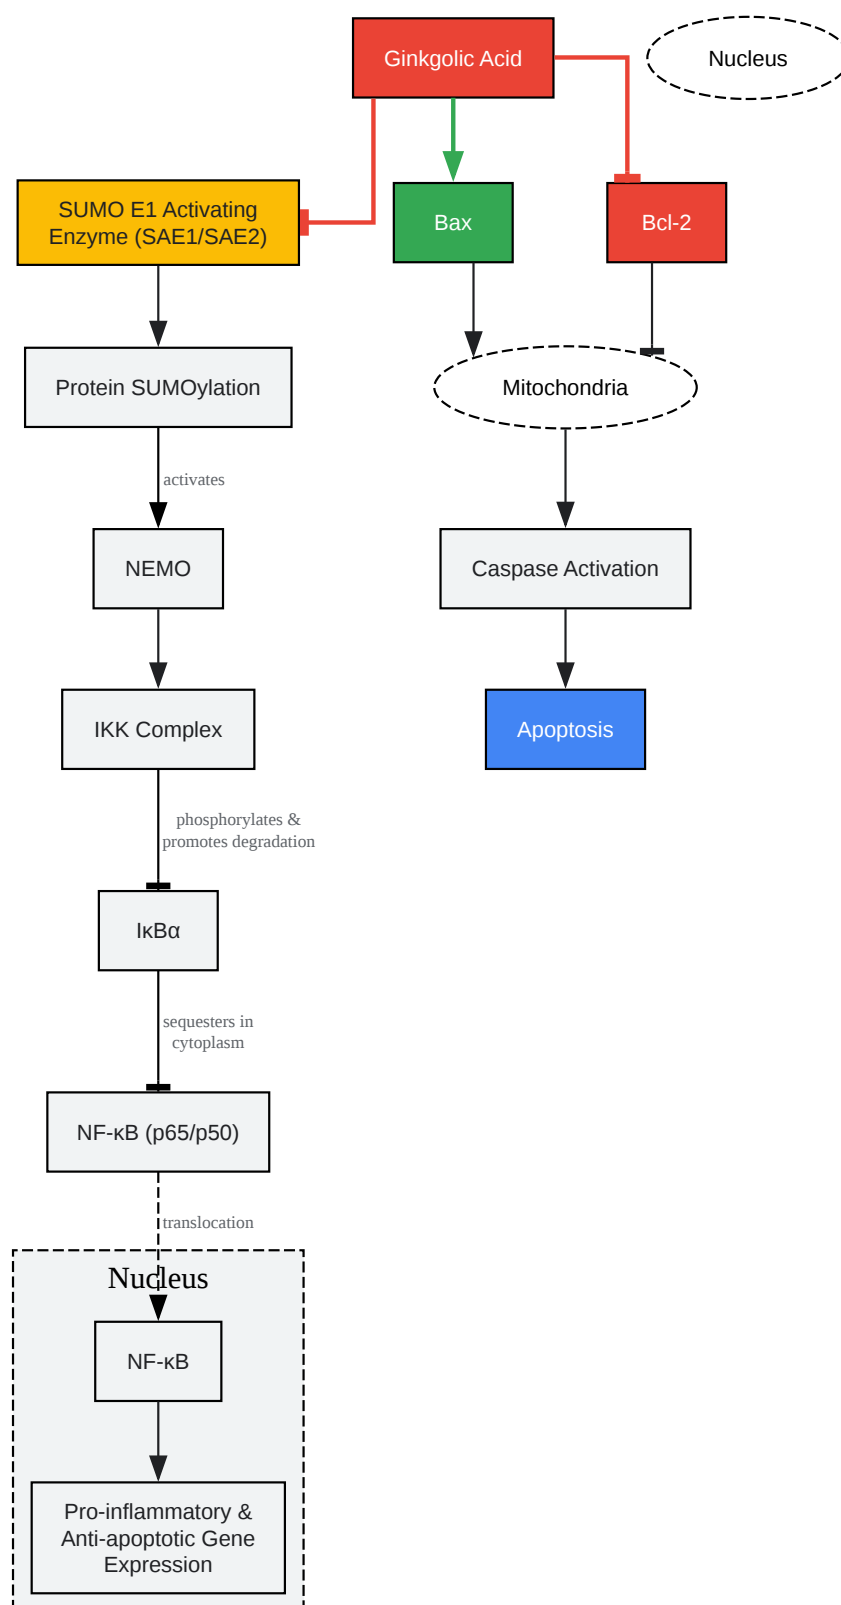 Ginkgolic Acid
Nucleus
SUMO E1 Activating
Enzyme (SAE1/SAE2)
Bax
Bcl-2
Protein SUMOylation
Mitochondria
activates
NEMO
Caspase Activation
IKK Complex
Apoptosis
phosphorylates &
promotes degradation
IκBα
sequesters in
cytoplasm
NF-κB (p65/p50)
translocation
Nucleus
NF-κB
Pro-inflammatory &
Anti-apoptotic Gene
Expression